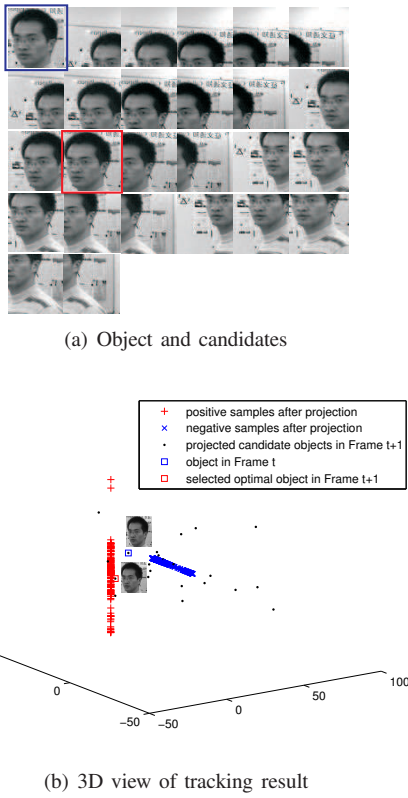 (a) Object and candidates
positive samples after projection
negative samples after projection
projected candidate objects in Frame t+1
object in Frame t
selected optimal object in Frame t+1
0
−50
−50
0
50
100
(b) 3D view of tracking result